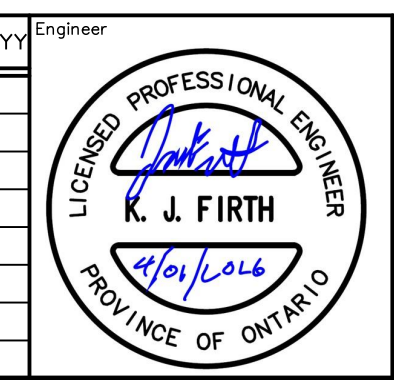 YY
Engineer
LICENSED PROFESSIONAL ENGINEER
K. J. FIRTH
4/01/2016
PROVINCE OF ONTARIO